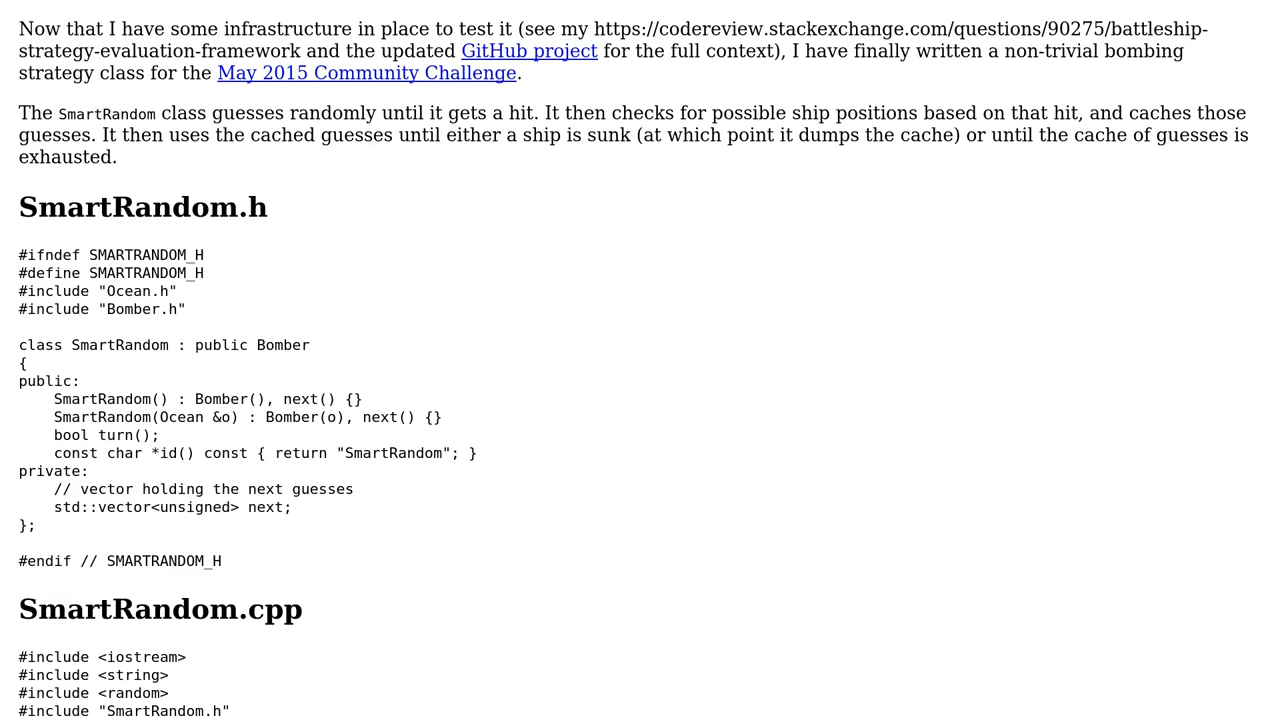 Now that I have some infrastructure in place to test it (see my https://codereview.stackexchange.com/questions/90275/battleship-
strategy-evaluation-framework and the updated GitHub project for the full context), I have finally written a non-trivial bombing
strategy class for the May 2015 Community Challenge.
The SmartRandom class guesses randomly until it gets a hit. It then checks for possible ship positions based on that hit, and caches those
guesses. It then uses the cached guesses until either a ship is sunk (at which point it dumps the cache) or until the cache of guesses is
exhausted.
SmartRandom.h
#ifndef SMARTRANDOM_H
#define SMARTRANDOM_H
#include "Ocean.h"
#include "Bomber.h"
class SmartRandom : public Bomber
{
public:
    SmartRandom() : Bomber(), next() {}
    SmartRandom(Ocean &o) : Bomber(o), next() {}
    bool turn();
    const char *id() const { return "SmartRandom"; }
private:
    // vector holding the next guesses
    std::vector<unsigned> next;
};
#endif // SMARTRANDOM_H
SmartRandom.cpp
#include <iostream>
#include <string>
#include <random>
#include "SmartRandom.h"